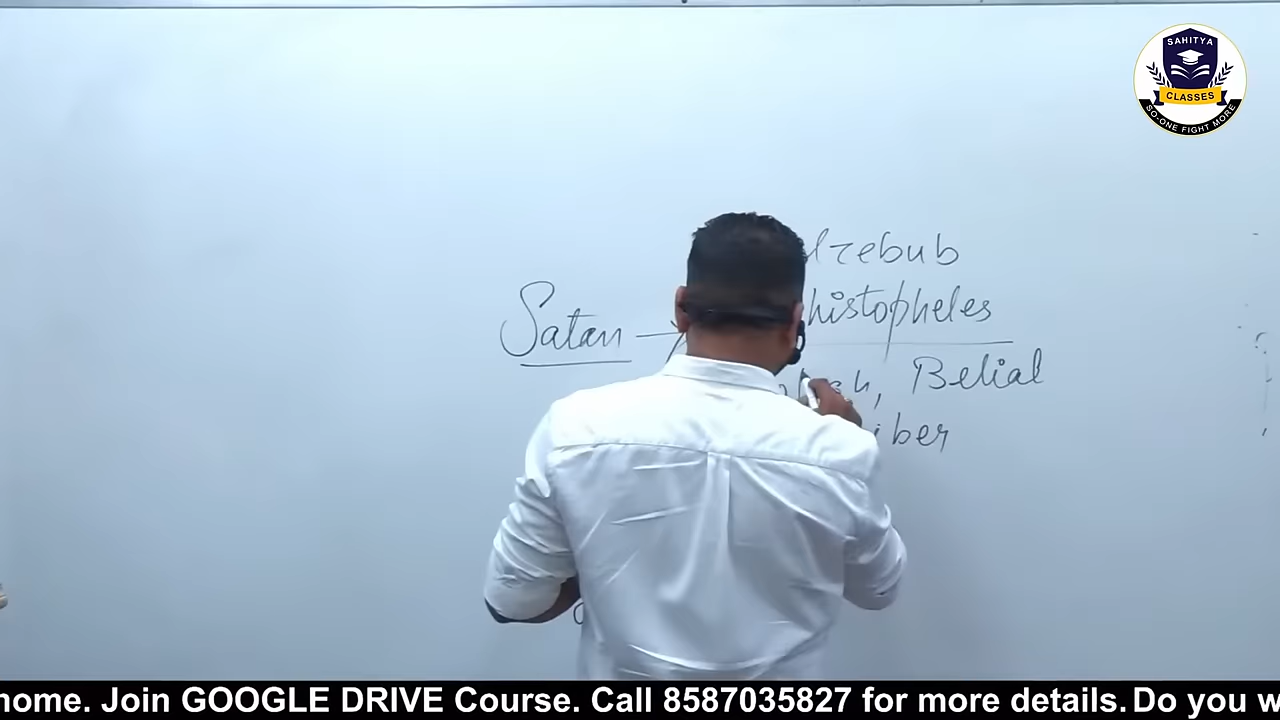 SAHITYA
CLASSES
SO-ONE FIGHT MORE
lzebub
Satan → histopheles
h, Belial
iber
home. Join GOOGLE DRIVE Course. Call 8587035827 for more details. Do you w